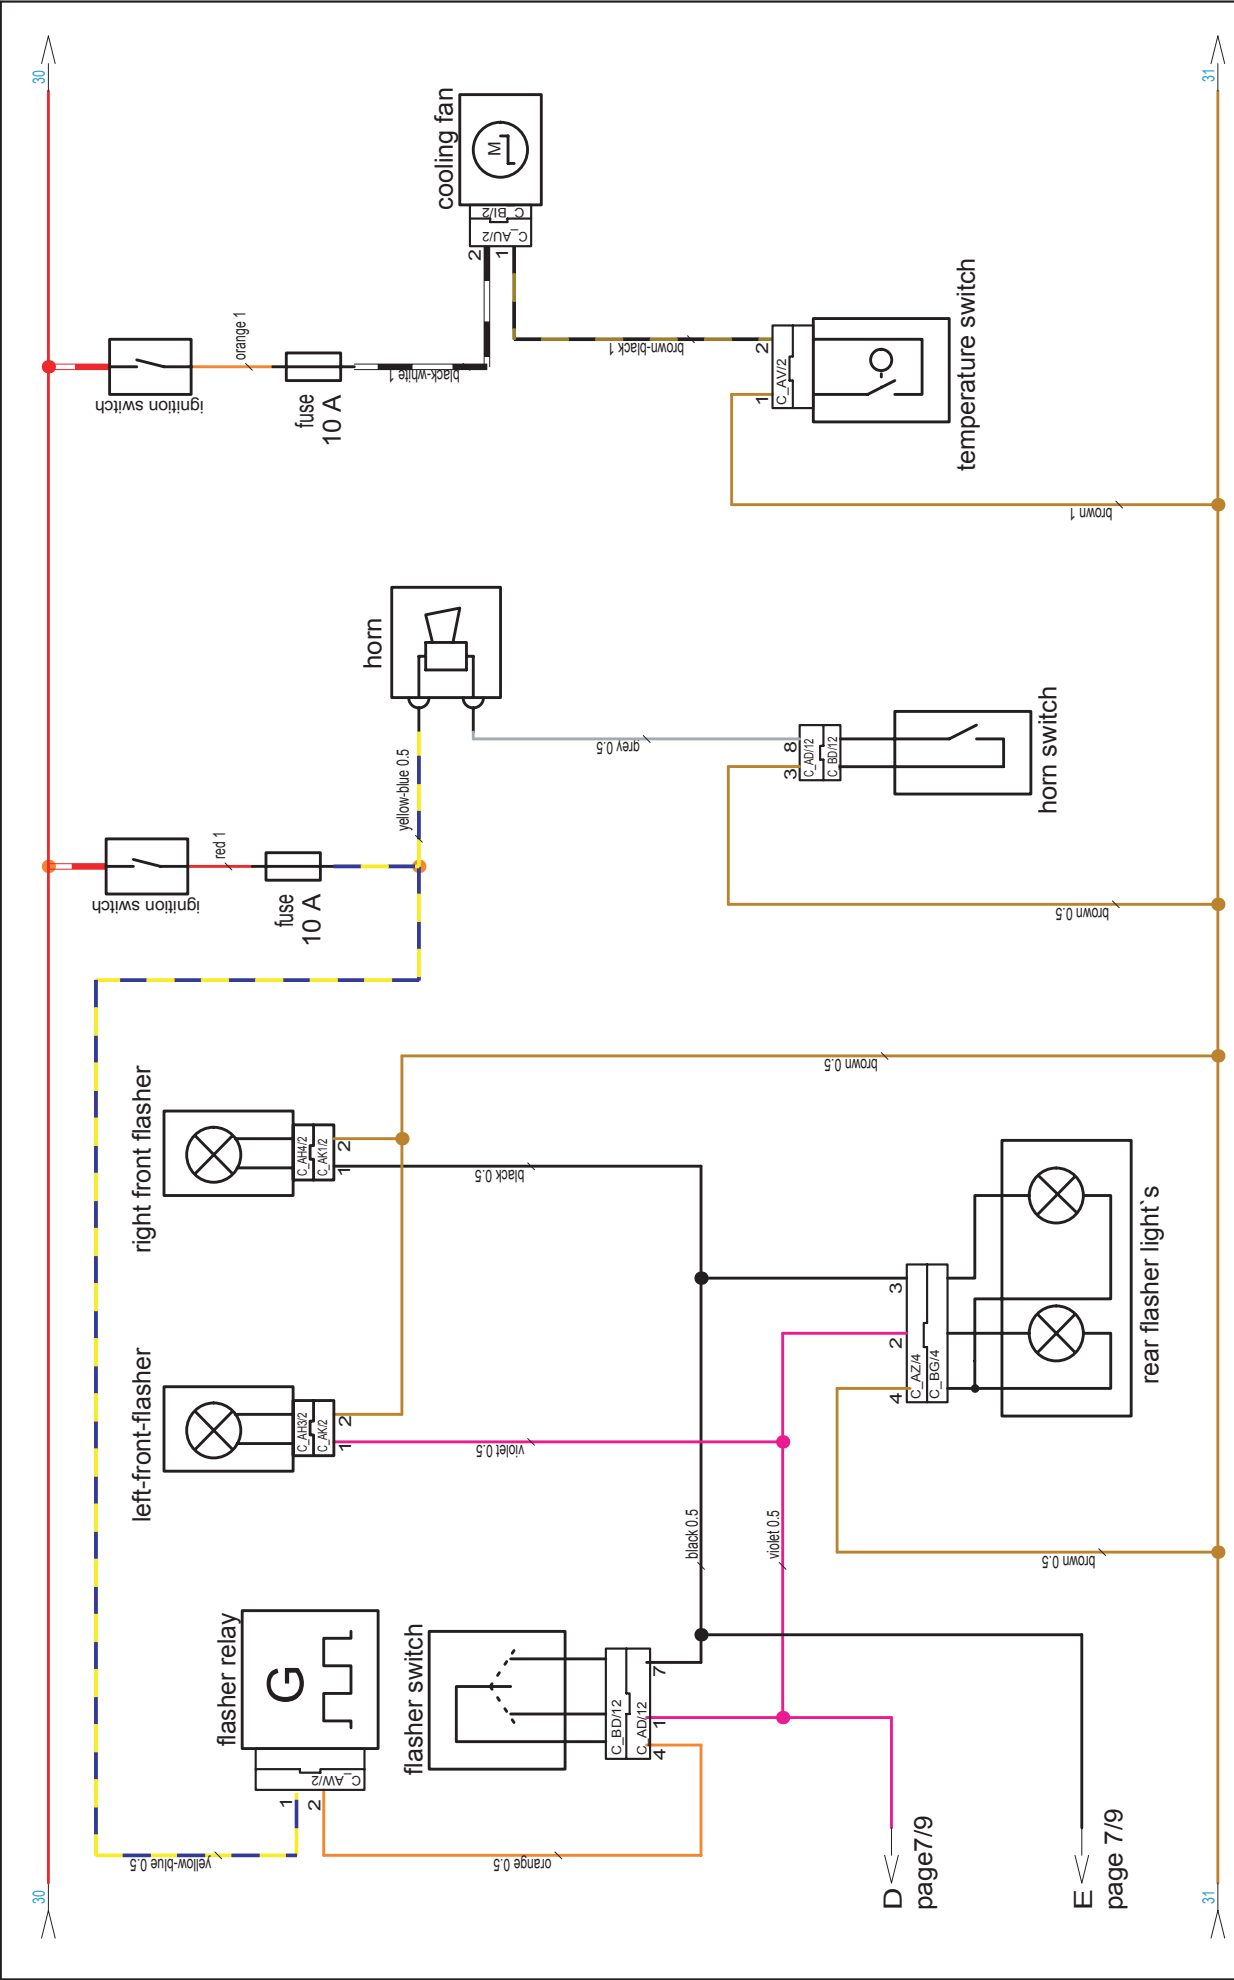 30
30
yellow-blue 0.5
flasher relay
G
C_AW/2
1
2
orange 0.5
flasher switch
C_BD/12
C_AD/12
4
1
7
left-front-flasher
C_AH3/2
C_AK/2
1
2
violet 0.5
right front flasher
C_AH4/2
C_AK1/2
1
2
black 0.5
brown 0.5
black 0.5
violet 0.5
D
page7/9
E
page 7/9
brown 0.5
4
2
3
C_AZ/4
C_BG/4
rear flasher light`s
ignition switch
red 1
fuse
10 A
yellow-blue 0.5
horn
grey 0.5
3
8
C_AD/12
C_BD/12
horn switch
brown 0.5
ignition switch
orange 1
fuse
10 A
black-white 1
cooling fan
M
C_BI/2
C_AU/2
2
1
brown-black 1
1
2
C_AV/2
temperature switch
brown 1
31
31